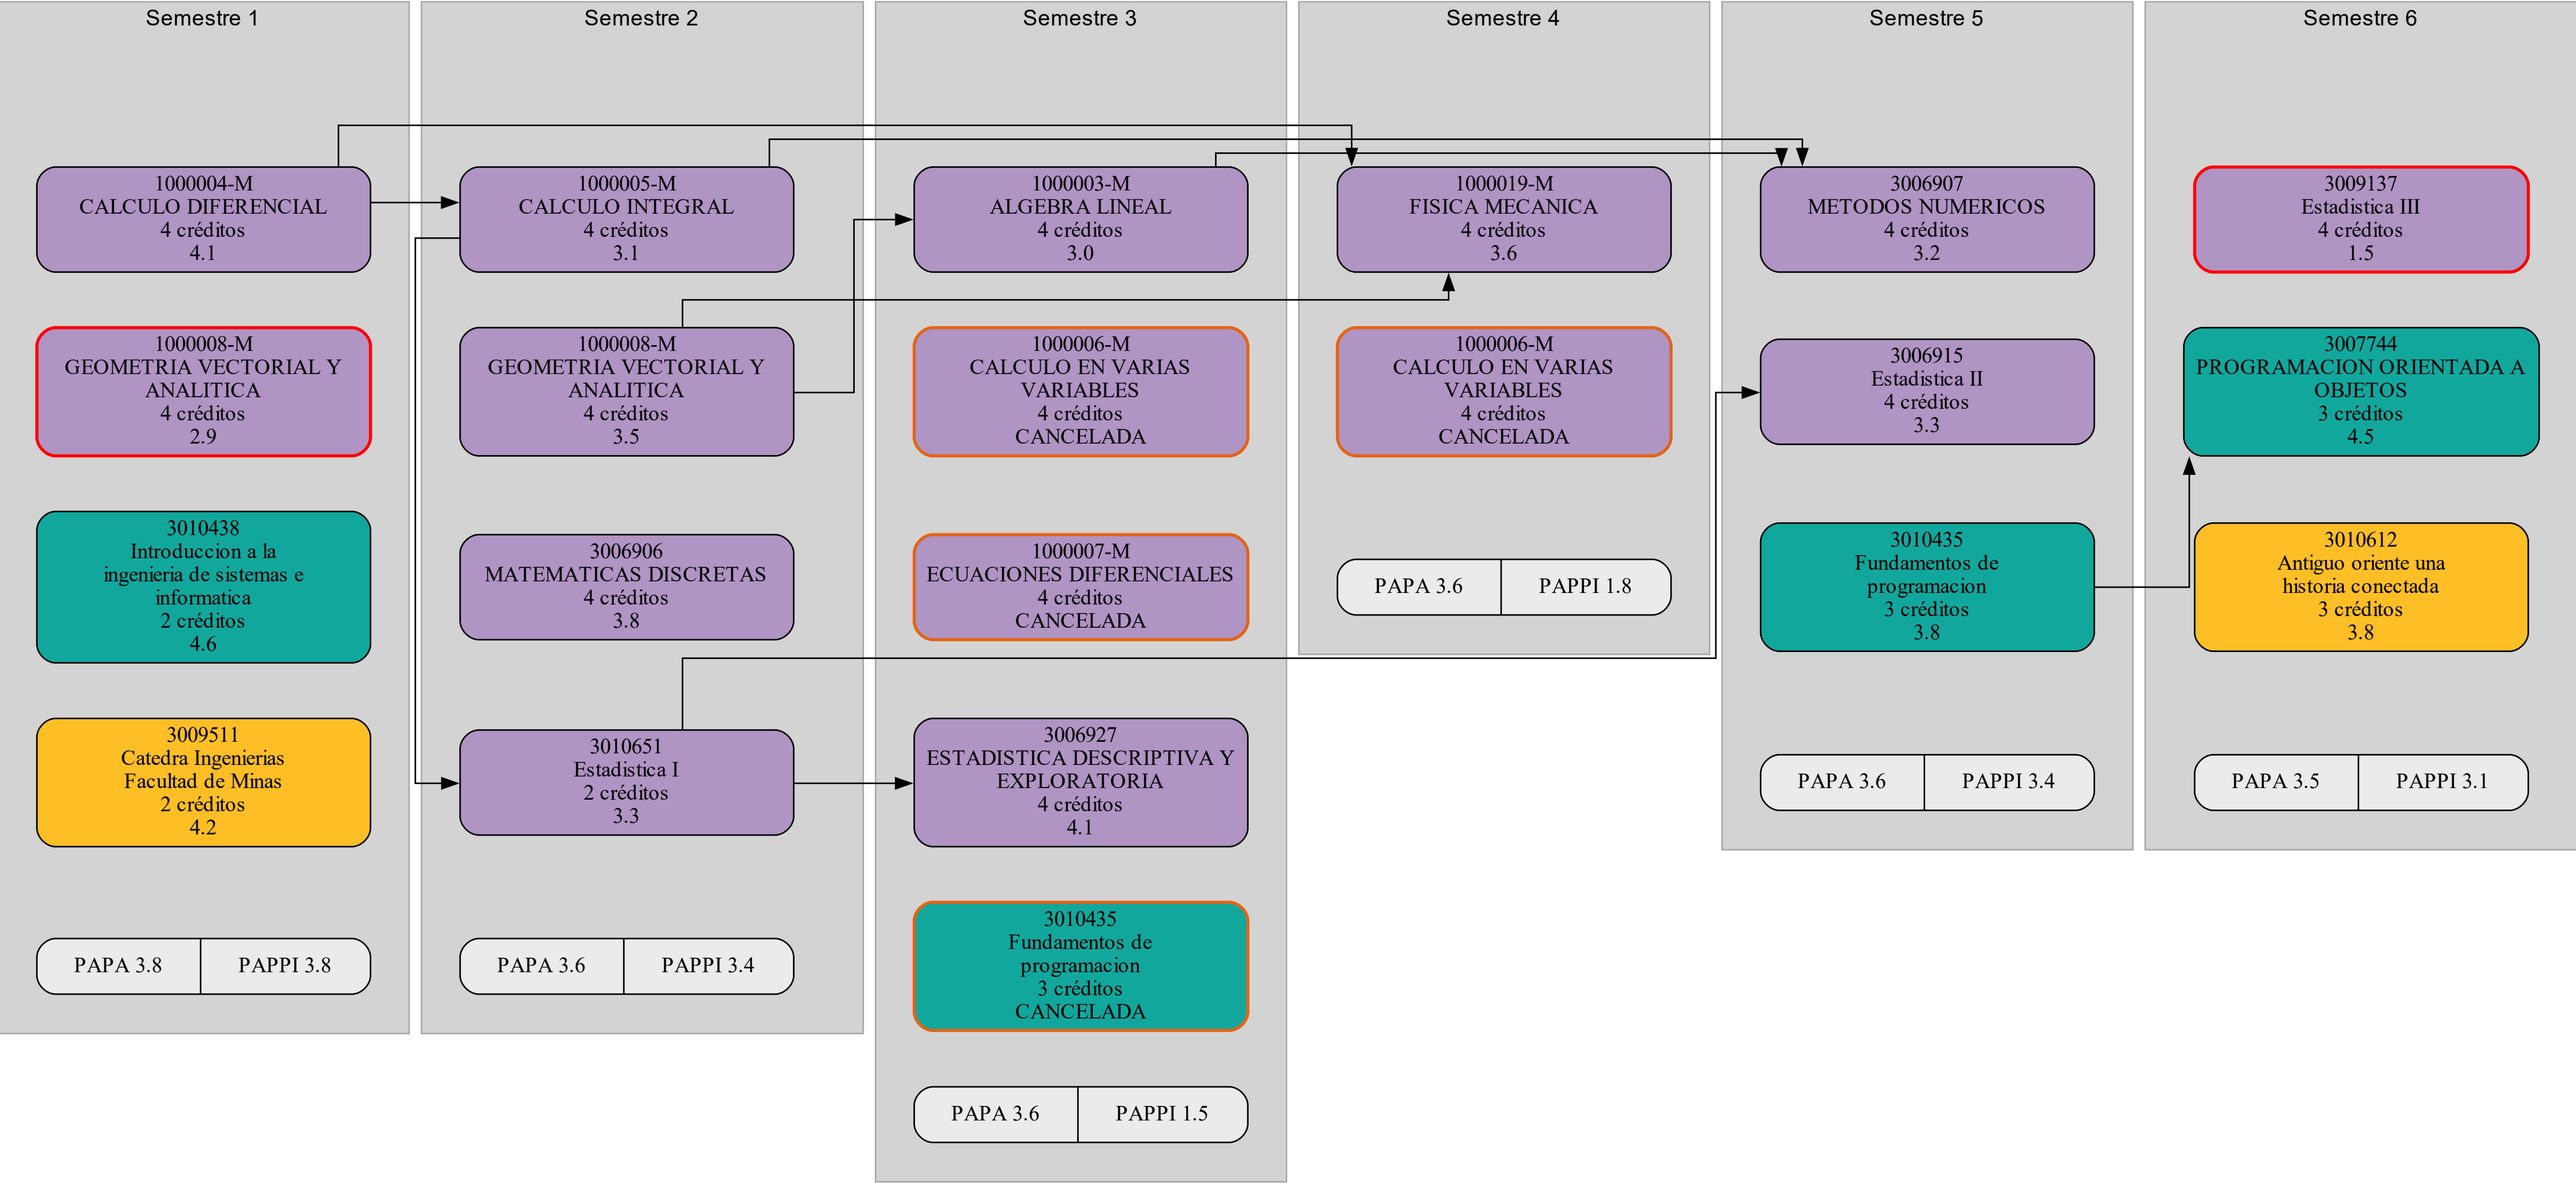 Semestre 1
1000004-M
CALCULO DIFERENCIAL
4 créditos
4.1
1000008-M
GEOMETRIA VECTORIAL Y
ANALITICA
4 créditos
2.9
3010438
Introduccion a la
ingenieria de sistemas e
informatica
2 créditos
4.6
3009511
Catedra Ingenierias
Facultad de Minas
2 créditos
4.2
PAPA 3.8
PAPPI 3.8
Semestre 2
1000005-M
CALCULO INTEGRAL
4 créditos
3.1
1000008-M
GEOMETRIA VECTORIAL Y
ANALITICA
4 créditos
3.5
3006906
MATEMATICAS DISCRETAS
4 créditos
3.8
3010651
Estadistica I
2 créditos
3.3
PAPA 3.6
PAPPI 3.4
Semestre 3
1000003-M
ALGEBRA LINEAL
4 créditos
3.0
1000006-M
CALCULO EN VARIAS
VARIABLES
4 créditos
CANCELADA
1000007-M
ECUACIONES DIFERENCIALES
4 créditos
CANCELADA
3006927
ESTADISTICA DESCRIPTIVA Y
EXPLORATORIA
4 créditos
4.1
3010435
Fundamentos de
programacion
3 créditos
CANCELADA
PAPA 3.6
PAPPI 1.5
Semestre 4
1000019-M
FISICA MECANICA
4 créditos
3.6
1000006-M
CALCULO EN VARIAS
VARIABLES
4 créditos
CANCELADA
PAPA 3.6
PAPPI 1.8
Semestre 5
3006907
METODOS NUMERICOS
4 créditos
3.2
3006915
Estadistica II
4 créditos
3.3
3010435
Fundamentos de
programacion
3 créditos
3.8
PAPA 3.6
PAPPI 3.4
Semestre 6
3009137
Estadistica III
4 créditos
1.5
3007744
PROGRAMACION ORIENTADA A
OBJETOS
3 créditos
4.5
3010612
Antiguo oriente una
historia conectada
3 créditos
3.8
PAPA 3.5
PAPPI 3.1